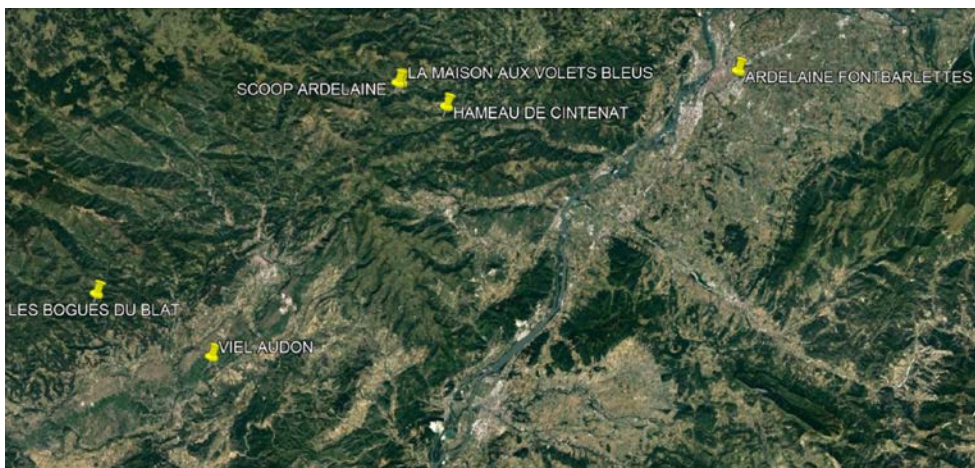 LA MAISON AUX VOLETS BLEUS
ARDELAINE FONTBARLETTES
SCOOP ARDELAINE
HAMEAU DE CINTENAT
LES BOGUES DU BLAT
VIEL AUDON